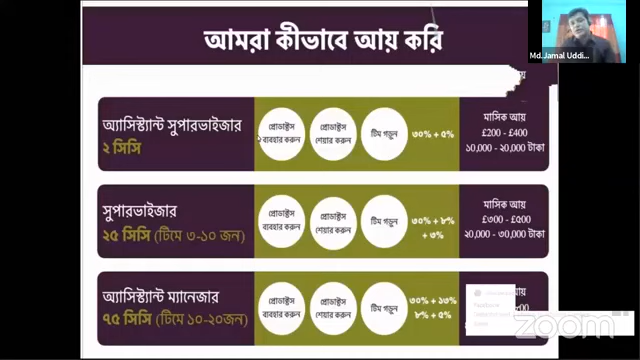 আমরা কীভাবে আয় করি
Md.Jamal Uddi...
অ্যাসিস্ট্যান্ট সুপারভাইজার
২ সিসি
প্রোডাক্টস
ব্যবহার করুন
প্রোডাক্টস
শেয়ার করুন
টিম গড়ুন
৩০% + ৫%
মাসিক আয়
£200 - £400
১০,০০০ - ২০,০০০ টাকা
সুপারভাইজার
২৫ সিসি (টিমে ৩-১০ জন)
প্রোডাক্টস
ব্যবহার করুন
প্রোডাক্টস
শেয়ার করুন
টিম গড়ুন
৩০% + ৮%
+ ৩%
মাসিক আয়
£৩০০ - £৫০০
২০,০০০ - ৩০,০০০ টাকা
অ্যাসিস্ট্যান্ট ম্যানেজার
৭৫ সিসি (টিমে ১০-২০জন)
প্রোডাক্টস
ব্যবহার করুন
প্রোডাক্টস
শেয়ার করুন
টিম গড়ুন
৩০% + ১৩%
৮% + ৫%
zoom